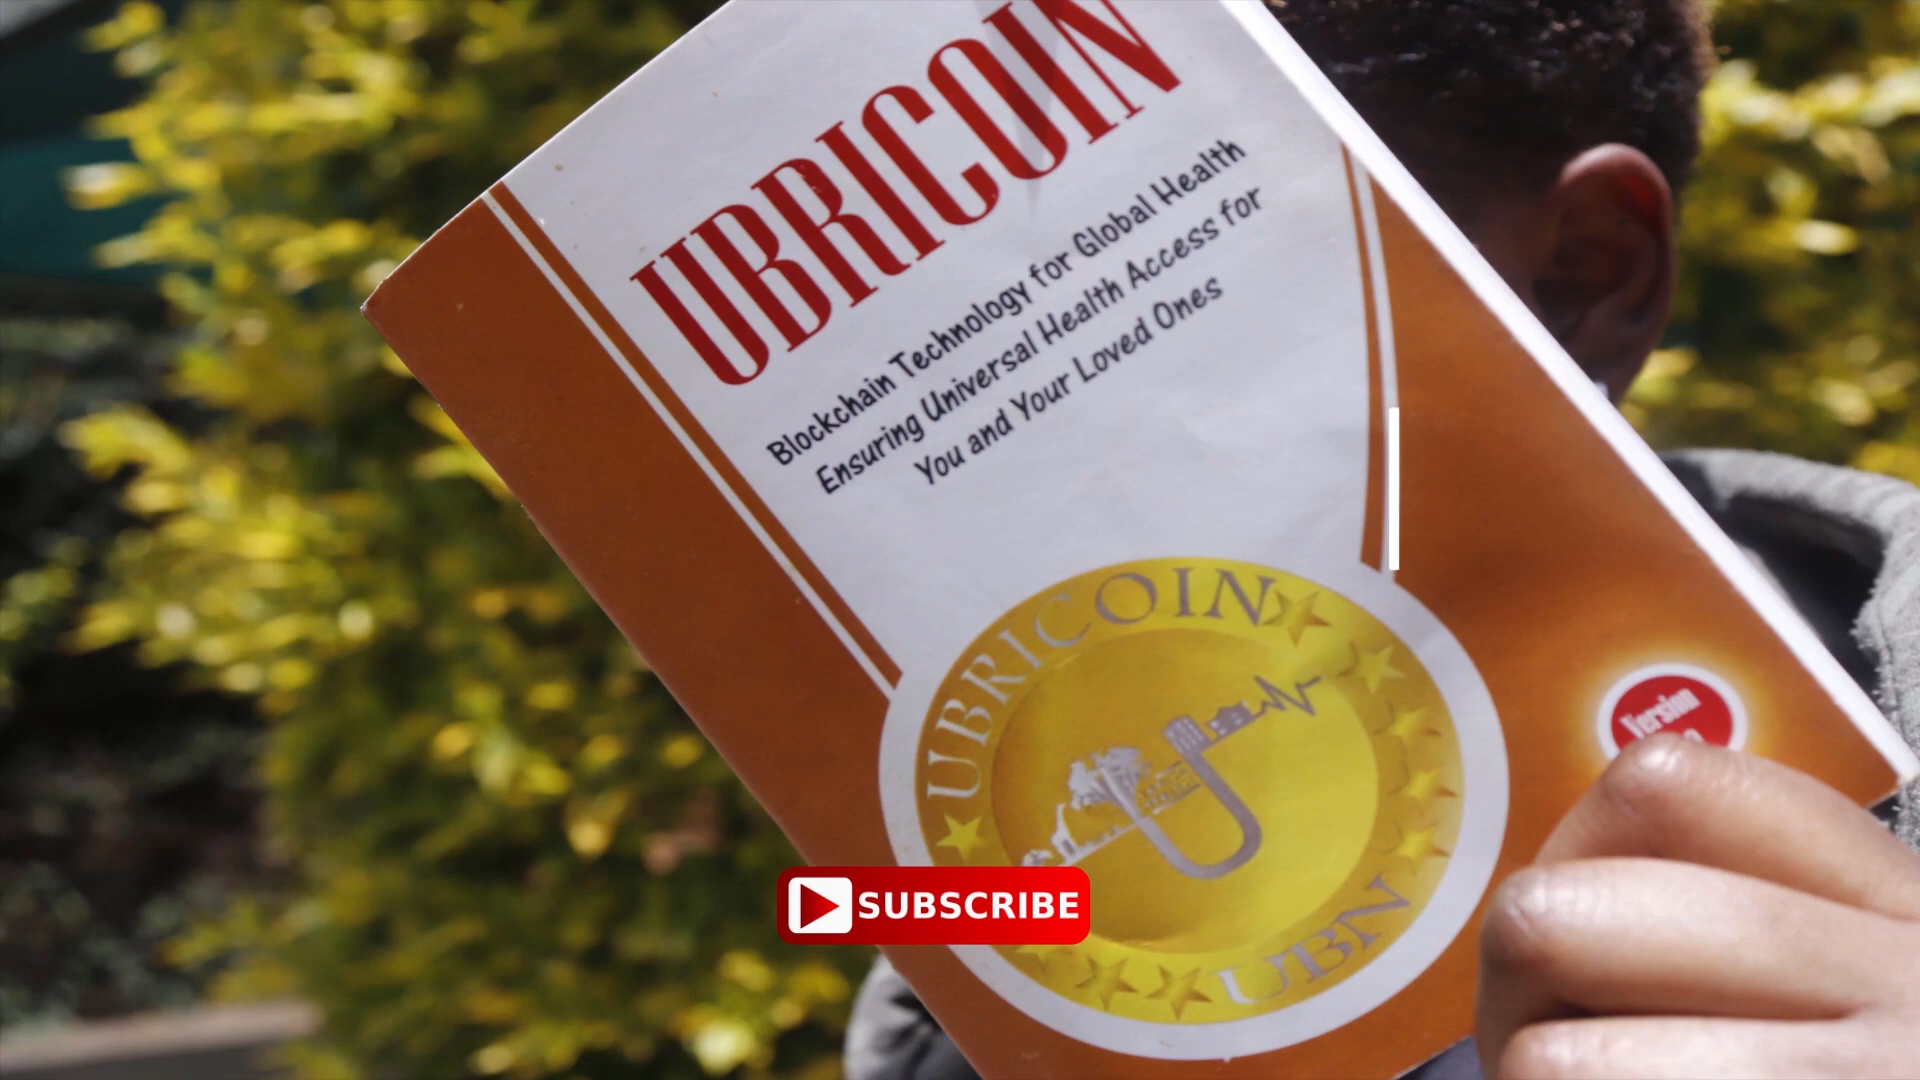 UBRICOIN
Blockchain Technology for Global Health
Ensuring Universal Health Access for
You and Your Loved Ones
UBRICOIN
UBN
Version
SUBSCRIBE